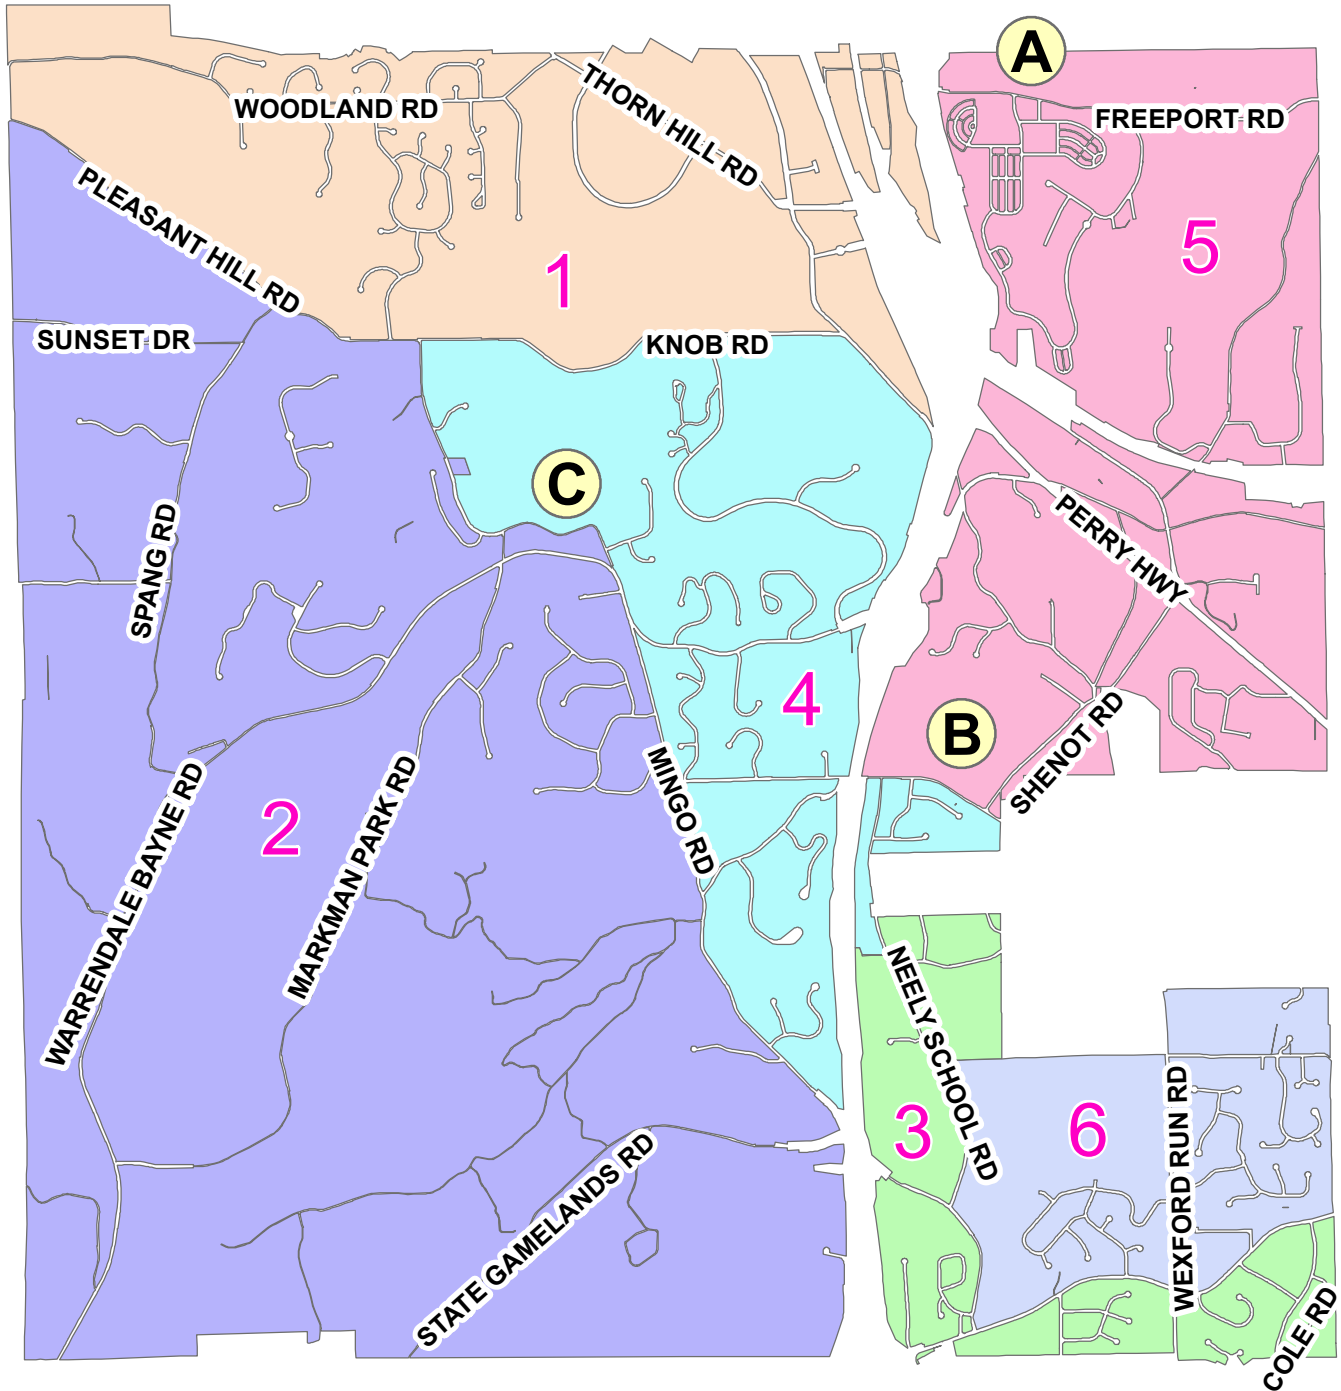 A
THORN HILL RD
WOODLAND RD
FREEPORT RD
PLEASANT HILL RD
5
1
SUNSET DR
KNOB RD
C
PERRY HWY
SPANG RD
4
B
SHENOT RD
2
MINGO RD
WARRENDALE BAYNE RD
MARKMAN PARK RD
NEELY SCHOOL RD
3
6
WEXFORD RUN RD
STATE GAMELANDS RD
COLE RD